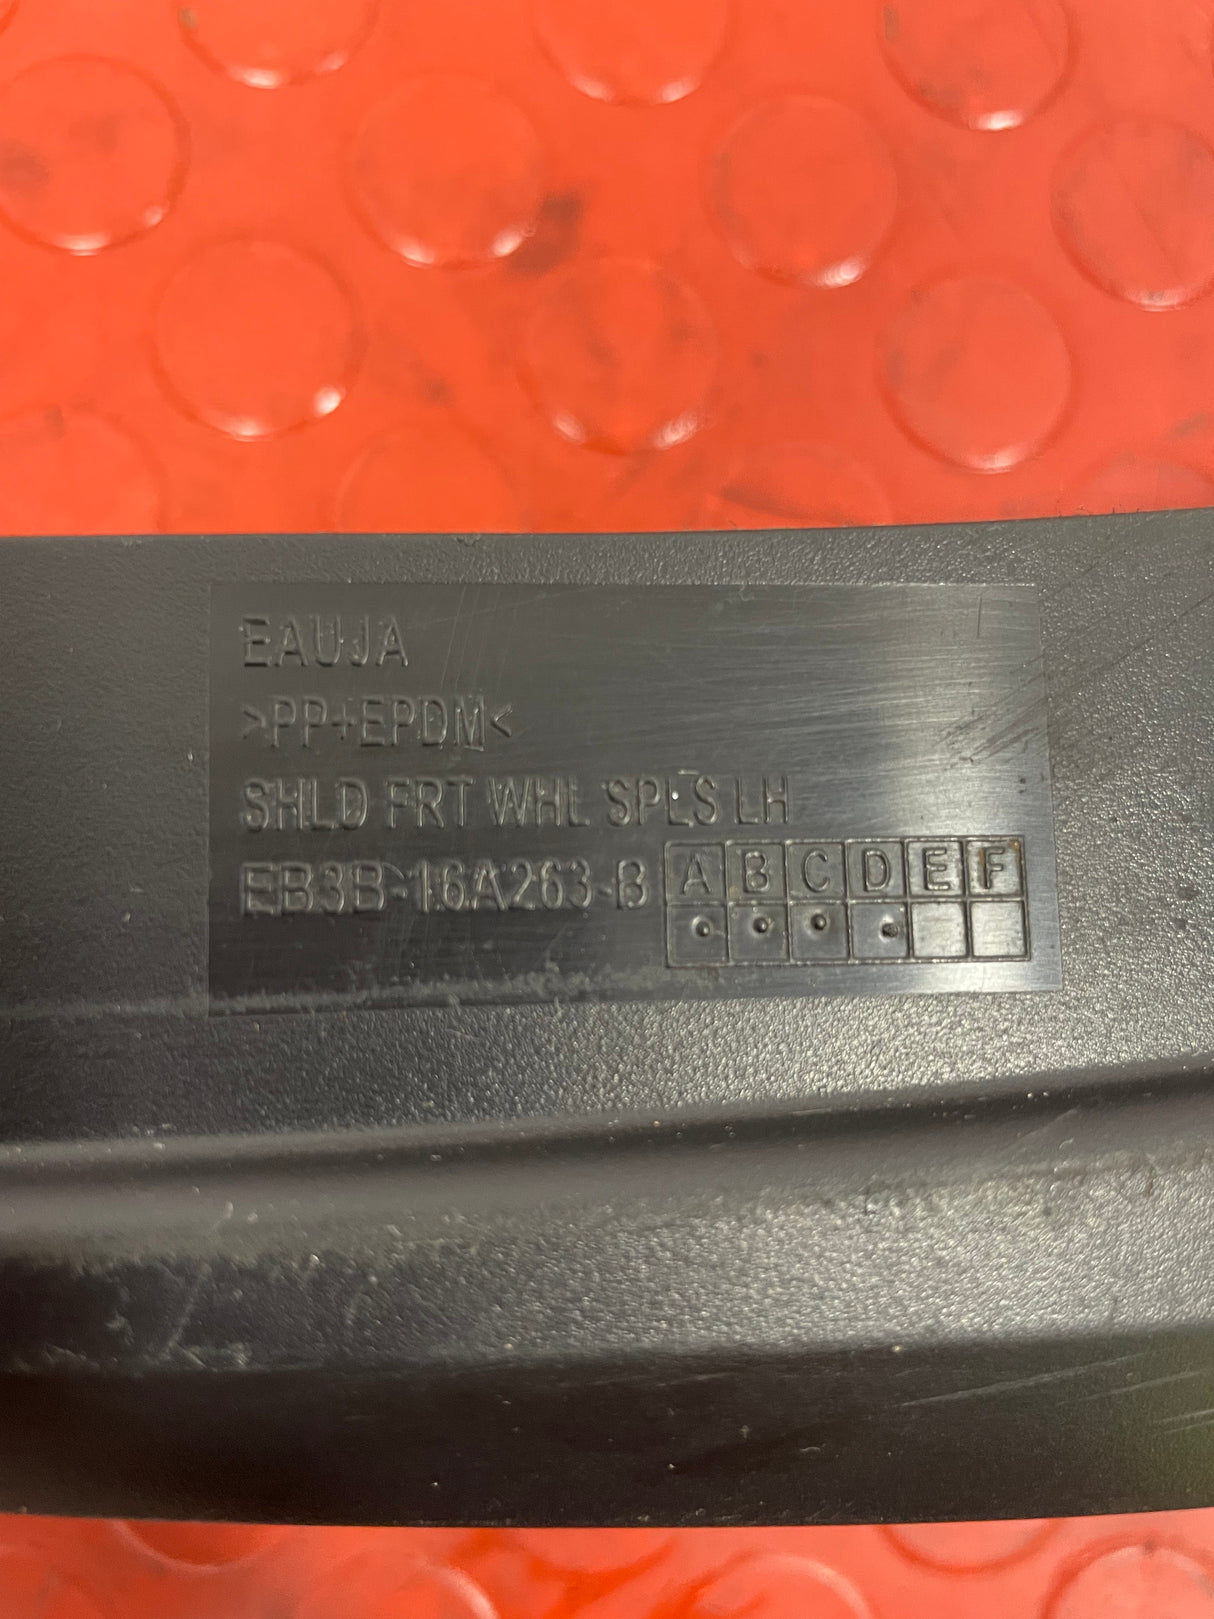 EAUJA
>PP+EPDM<
SHLD FRT WHL SPLS LH
EB3B-16A263-B A B C D E F